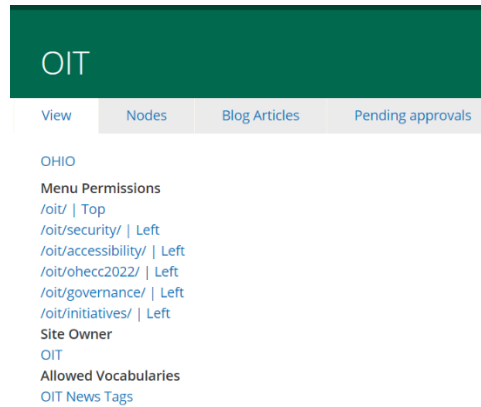 OIT
View Nodes Blog Articles Pending approvals
OHIO
Menu Permissions
/oit/ | Top
/oit/security/ | Left
/oit/accessibility/ | Left
/oit/ohecc2022/ | Left
/oit/governance/ | Left
/oit/initiatives/ | Left
Site Owner
OIT
Allowed Vocabularies
OIT News Tags